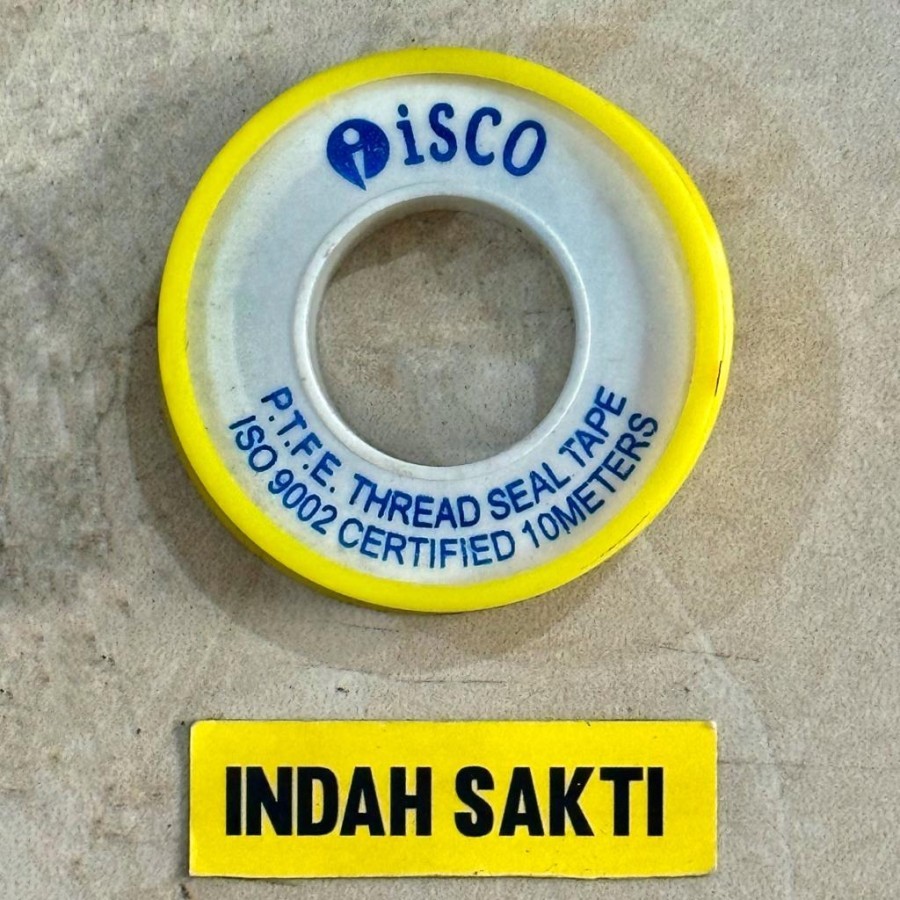 iSCO
P.T.F.E. THREAD SEAL TAPE
ISO 9002 CERTIFIED 10METERS
INDAH SAKTI